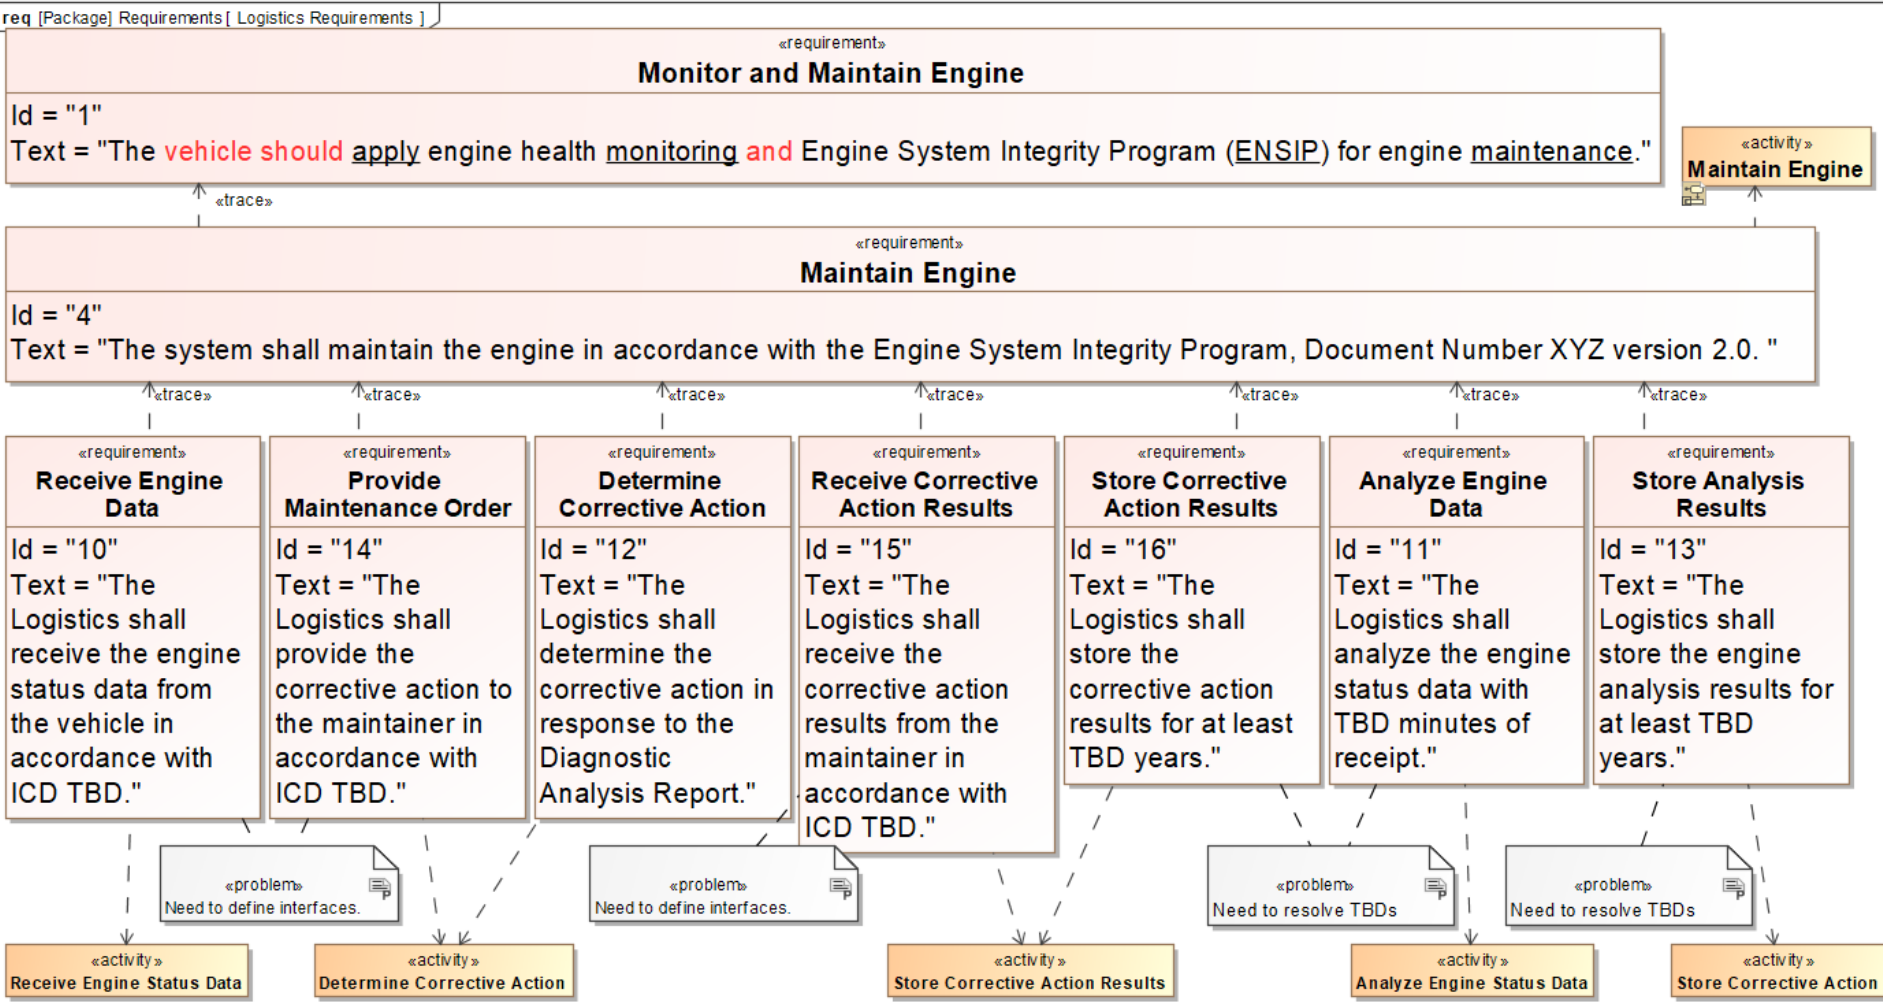 req [Package] Requirements [ Logistics Requirements ]
«requirement»
Monitor and Maintain Engine
Id = "1"
Text = "The vehicle should apply engine health monitoring and Engine System Integrity Program (ENSIP) for engine maintenance."
«activity»
Maintain Engine
«trace»
«requirement»
Maintain Engine
Id = "4"
Text = "The system shall maintain the engine in accordance with the Engine System Integrity Program, Document Number XYZ version 2.0. "
«trace»
«trace»
«trace»
«trace»
«trace»
«trace»
«trace»
«requirement»
Receive Engine
Data
Id = "10"
Text = "The
Logistics shall
receive the engine
status data from
the vehicle in
accordance with
ICD TBD."
«requirement»
Provide
Maintenance Order
Id = "14"
Text = "The
Logistics shall
provide the
corrective action to
the maintainer in
accordance with
ICD TBD."
«requirement»
Determine
Corrective Action
Id = "12"
Text = "The
Logistics shall
determine the
corrective action in
response to the
Diagnostic
Analysis Report."
«requirement»
Receive Corrective
Action Results
Id = "15"
Text = "The
Logistics shall
receive the
corrective action
results from the
maintainer in
accordance with
ICD TBD."
«requirement»
Store Corrective
Action Results
Id = "16"
Text = "The
Logistics shall
store the
corrective action
results for at least
TBD years."
«requirement»
Analyze Engine
Data
Id = "11"
Text = "The
Logistics shall
analyze the engine
status data with
TBD minutes of
receipt."
«requirement»
Store Analysis
Results
Id = "13"
Text = "The
Logistics shall
store the engine
analysis results for
at least TBD
years."
«problem»
Need to define interfaces.
«problem»
Need to define interfaces.
«problem»
Need to resolve TBDs
«problem»
Need to resolve TBDs
«activity»
Receive Engine Status Data
«activity»
Determine Corrective Action
«activity»
Store Corrective Action Results
«activity»
Analyze Engine Status Data
«activity»
Store Corrective Action